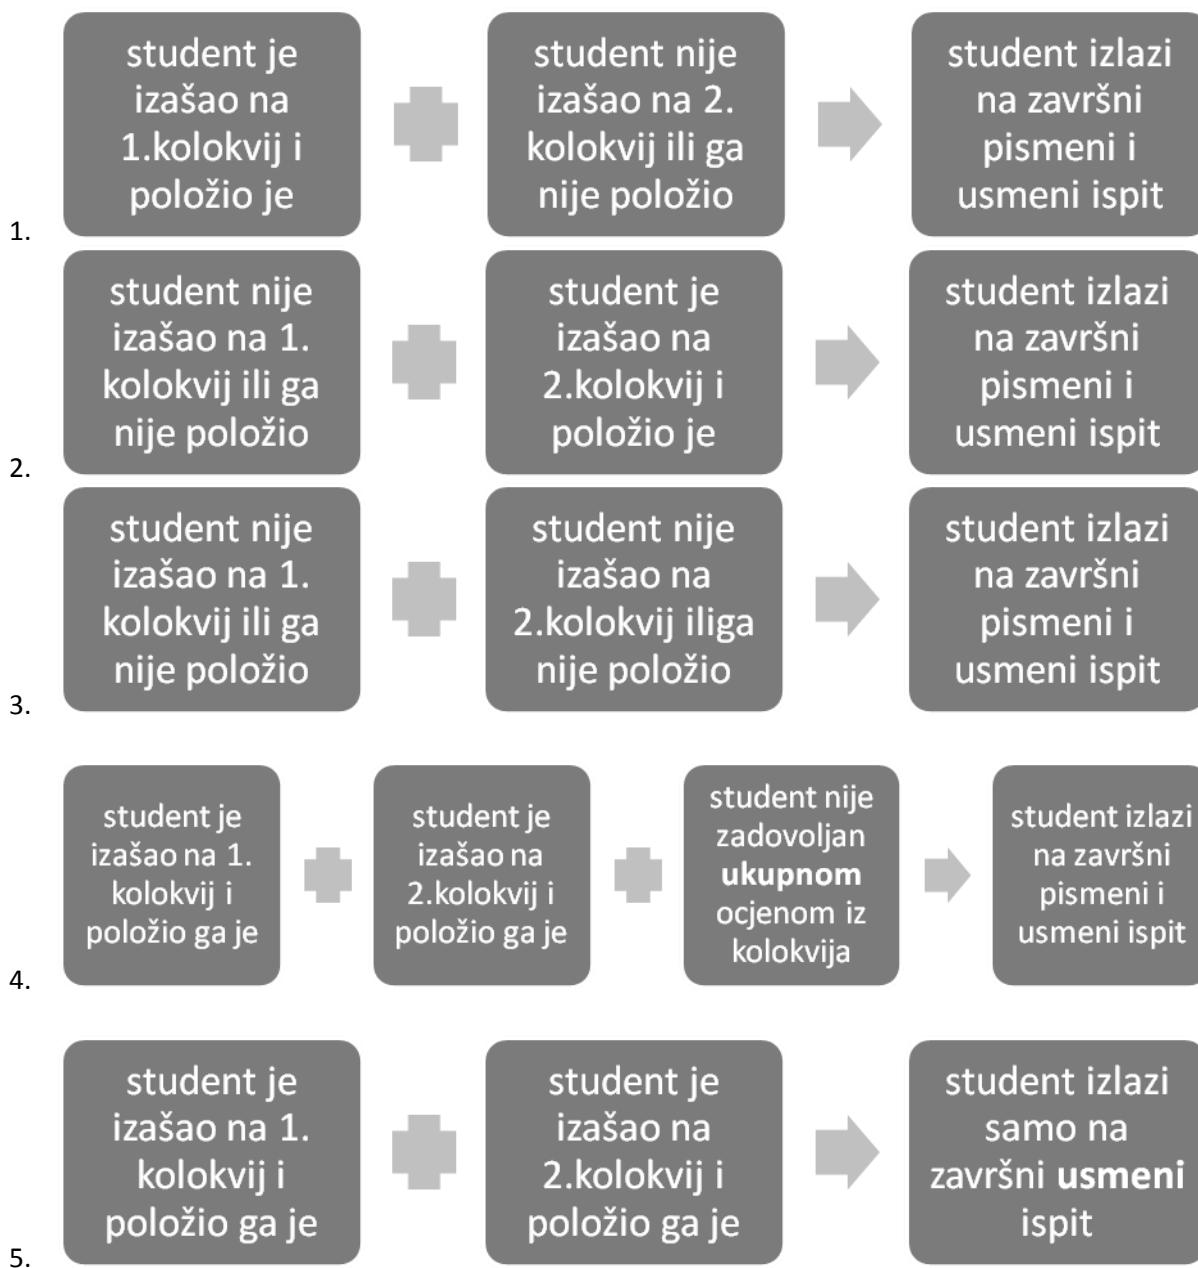 student je
izašao na
1.kolokvij i
položio je
student nije
izašao na 2.
kolokvij ili ga
nije položio
student izlazi
na završni
pismeni i
usmeni ispit
1.
student nije
izašao na 1.
kolokvij ili ga
nije položio
student je
izašao na
2.kolokvij i
položio je
student izlazi
na završni
pismeni i
usmeni ispit
2.
student nije
izašao na 1.
kolokvij ili ga
nije položio
student nije
izašao na
2.kolokvij iliga
nije položio
student izlazi
na završni
pismeni i
usmeni ispit
3.
student je
izašao na 1.
kolokvij i
položio ga je
student je
izašao na
2.kolokvij i
položio ga je
student nije
zadovoljan
ukupnom
ocjenom iz
kolokvija
student izlazi
na završni
pismeni i
usmeni ispit
4.
student je
izašao na 1.
kolokvij i
položio ga je
student je
izašao na
2.kolokvij i
položio ga je
student izlazi
samo na
završni usmeni
ispit
5.